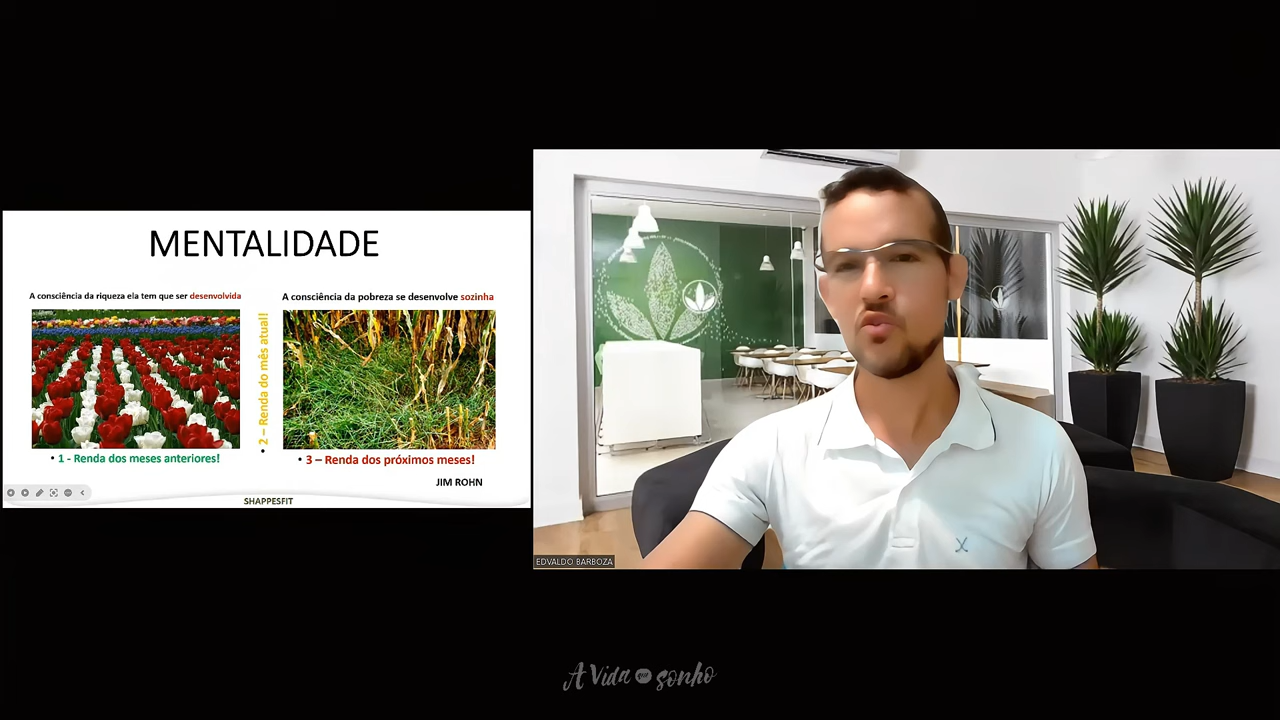 MENTALIDADE
A consciência da riqueza ela tem que ser desenvolvida
A consciência da pobreza se desenvolve sozinha
• 2 – Renda do mês atual!
• 1 - Renda dos meses anteriores!
• 3 – Renda dos próximos meses!
JIM ROHN
SHAPPESFIT
EDVALDO BARBOZA
A Vida que sonho